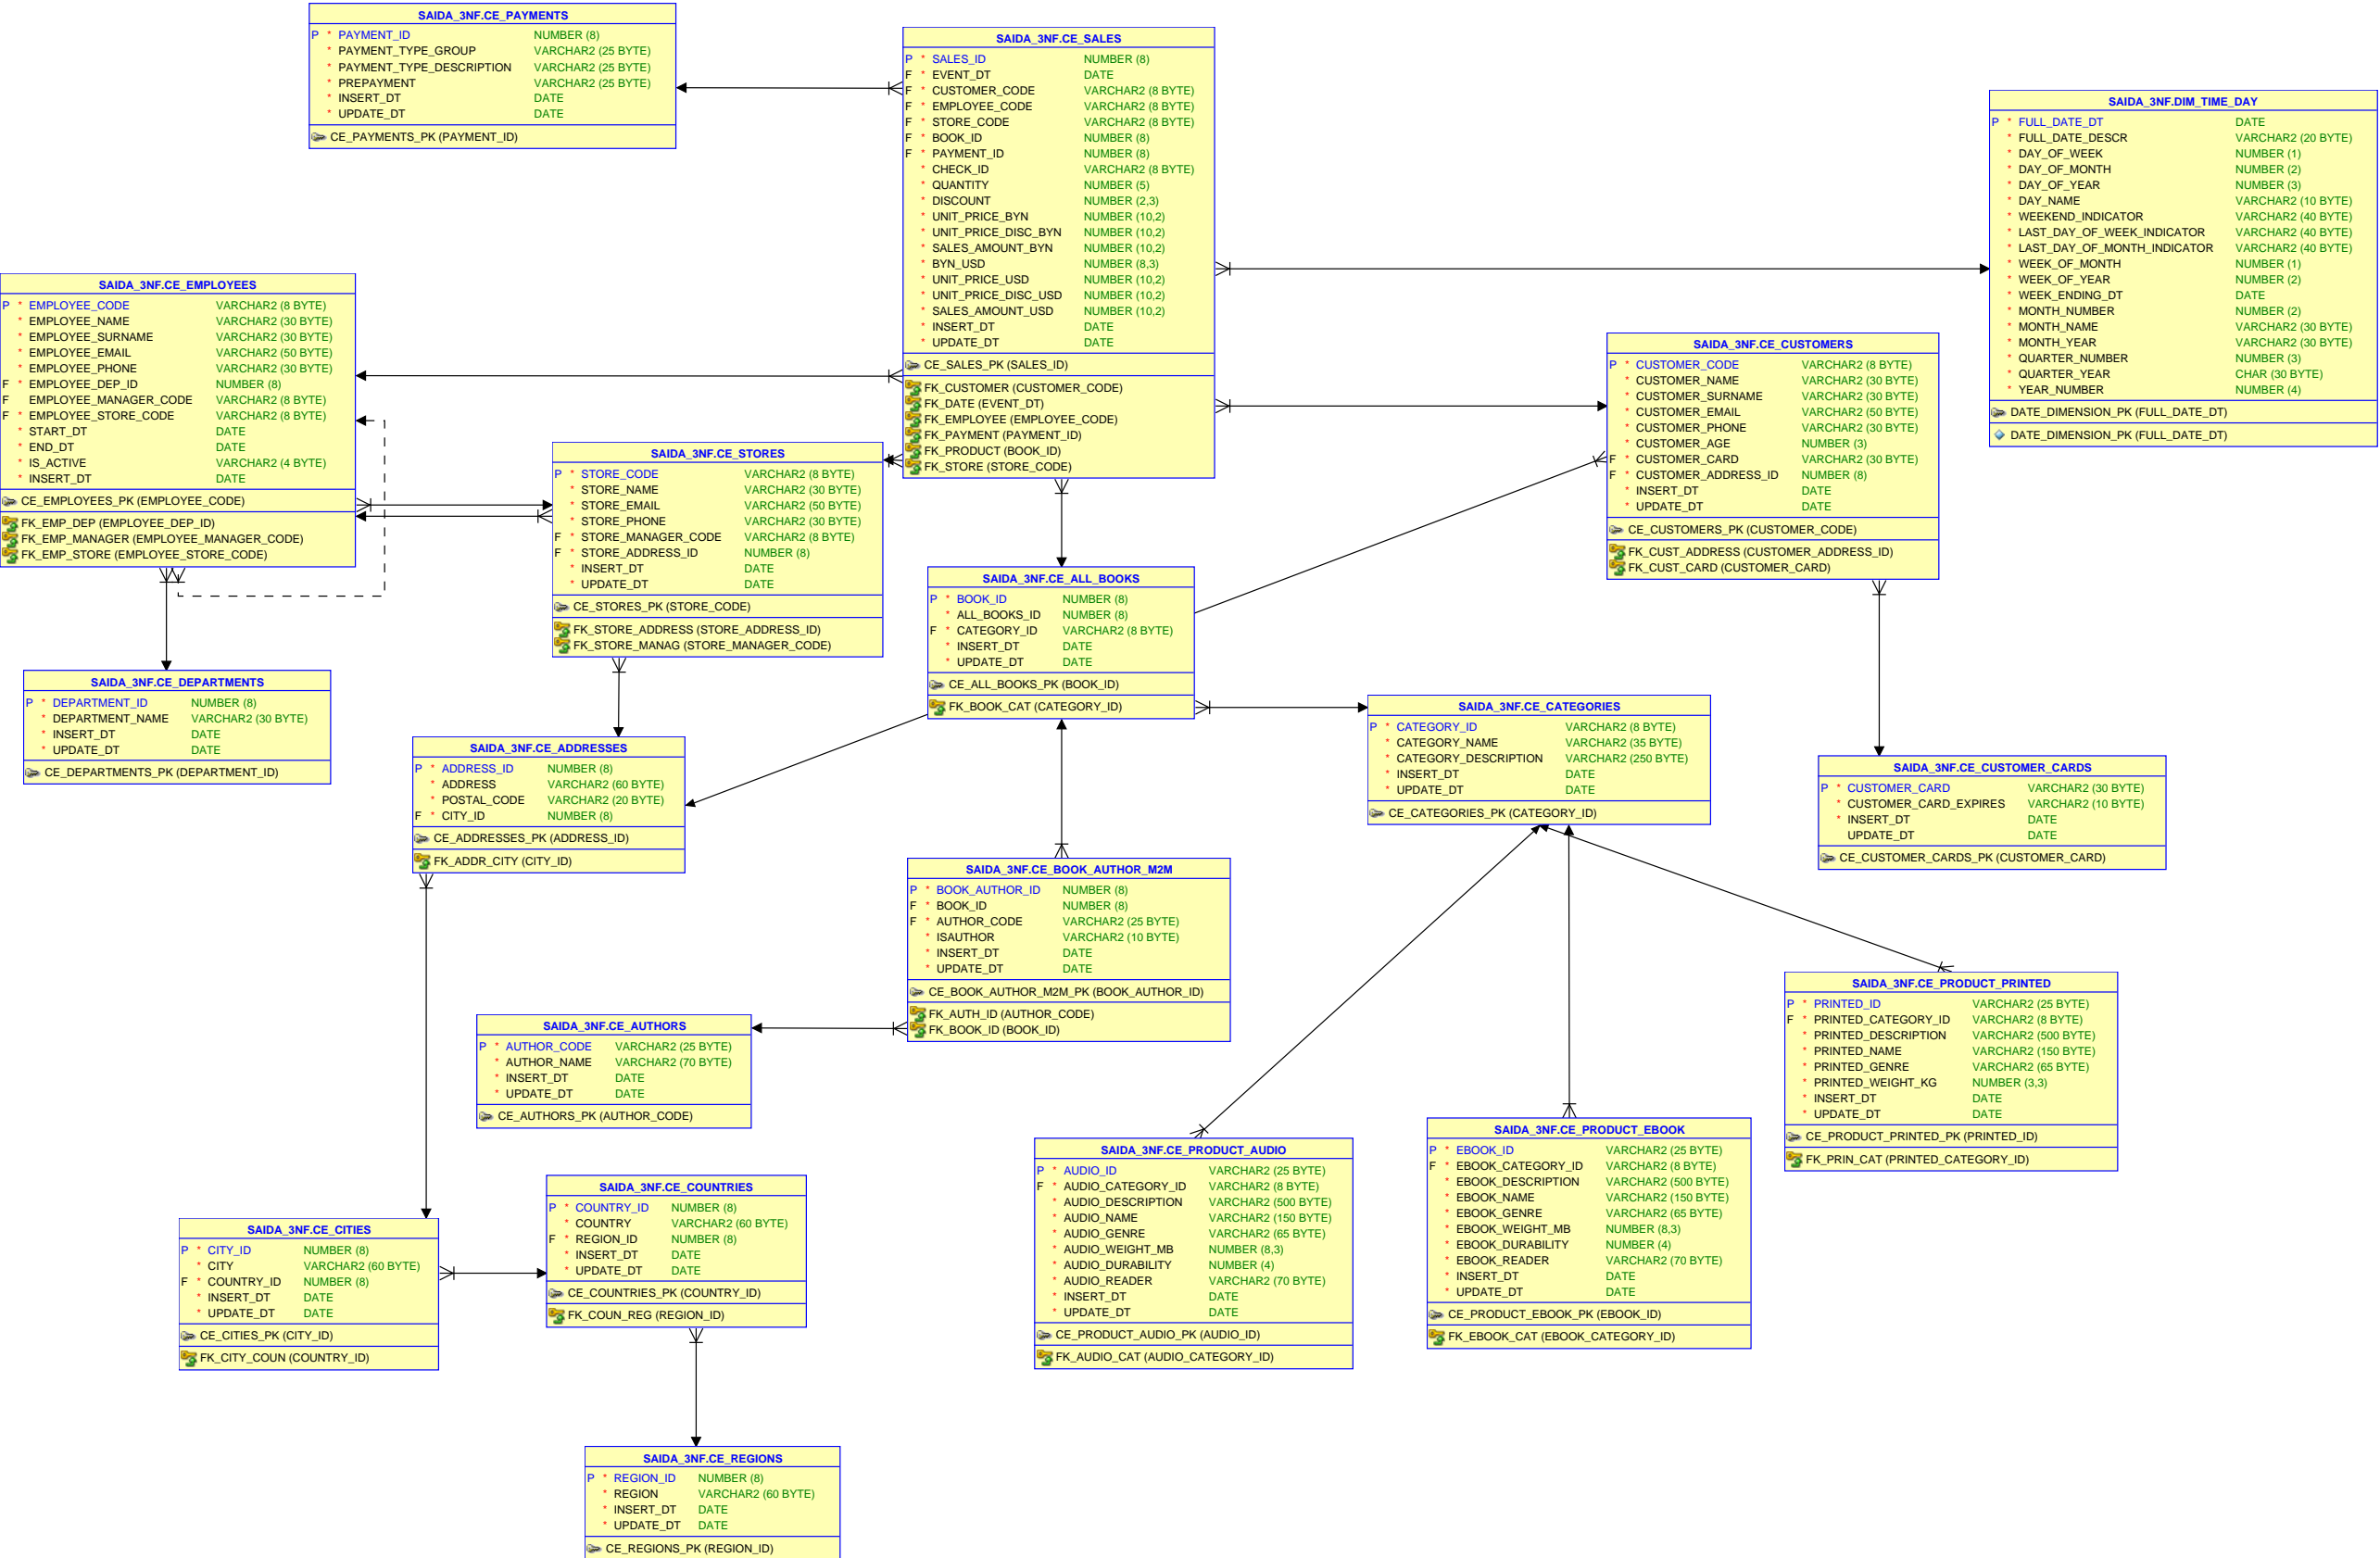 SAIDA_3NF.CE_PAYMENTS
P * PAYMENT_ID NUMBER (8)
* PAYMENT_TYPE_GROUP VARCHAR2 (25 BYTE)
* PAYMENT_TYPE_DESCRIPTION VARCHAR2 (25 BYTE)
* PREPAYMENT VARCHAR2 (25 BYTE)
* INSERT_DT DATE
* UPDATE_DT DATE
CE_PAYMENTS_PK (PAYMENT_ID)
SAIDA_3NF.CE_SALES
P * SALES_ID NUMBER (8)
F * EVENT_DT DATE
F * CUSTOMER_CODE VARCHAR2 (8 BYTE)
F * EMPLOYEE_CODE VARCHAR2 (8 BYTE)
F * STORE_CODE VARCHAR2 (8 BYTE)
F * BOOK_ID NUMBER (8)
F * PAYMENT_ID NUMBER (8)
* CHECK_ID VARCHAR2 (8 BYTE)
* QUANTITY NUMBER (5)
* DISCOUNT NUMBER (2,3)
* UNIT_PRICE_BYN NUMBER (10,2)
* UNIT_PRICE_DISC_BYN NUMBER (10,2)
* SALES_AMOUNT_BYN NUMBER (10,2)
* BYN_USD NUMBER (8,3)
* UNIT_PRICE_USD NUMBER (10,2)
* UNIT_PRICE_DISC_USD NUMBER (10,2)
* SALES_AMOUNT_USD NUMBER (10,2)
* INSERT_DT DATE
* UPDATE_DT DATE
CE_SALES_PK (SALES_ID)
FK_CUSTOMER (CUSTOMER_CODE)
FK_DATE (EVENT_DT)
FK_EMPLOYEE (EMPLOYEE_CODE)
FK_PAYMENT (PAYMENT_ID)
FK_PRODUCT (BOOK_ID)
FK_STORE (STORE_CODE)
SAIDA_3NF.DIM_TIME_DAY
P * FULL_DATE_DT DATE
* FULL_DATE_DESCR VARCHAR2 (20 BYTE)
* DAY_OF_WEEK NUMBER (1)
* DAY_OF_MONTH NUMBER (2)
* DAY_OF_YEAR NUMBER (3)
* DAY_NAME VARCHAR2 (10 BYTE)
* WEEKEND_INDICATOR VARCHAR2 (40 BYTE)
* LAST_DAY_OF_WEEK_INDICATOR VARCHAR2 (40 BYTE)
* LAST_DAY_OF_MONTH_INDICATOR VARCHAR2 (40 BYTE)
* WEEK_OF_MONTH NUMBER (1)
* WEEK_OF_YEAR NUMBER (2)
* WEEK_ENDING_DT DATE
* MONTH_NUMBER NUMBER (2)
* MONTH_NAME VARCHAR2 (30 BYTE)
* MONTH_YEAR VARCHAR2 (30 BYTE)
* QUARTER_NUMBER NUMBER (3)
* QUARTER_YEAR CHAR (30 BYTE)
* YEAR_NUMBER NUMBER (4)
DATE_DIMENSION_PK (FULL_DATE_DT)
DATE_DIMENSION_PK (FULL_DATE_DT)
SAIDA_3NF.CE_EMPLOYEES
P * EMPLOYEE_CODE VARCHAR2 (8 BYTE)
* EMPLOYEE_NAME VARCHAR2 (30 BYTE)
* EMPLOYEE_SURNAME VARCHAR2 (30 BYTE)
* EMPLOYEE_EMAIL VARCHAR2 (50 BYTE)
* EMPLOYEE_PHONE VARCHAR2 (30 BYTE)
F * EMPLOYEE_DEP_ID NUMBER (8)
F EMPLOYEE_MANAGER_CODE VARCHAR2 (8 BYTE)
F * EMPLOYEE_STORE_CODE VARCHAR2 (8 BYTE)
* START_DT DATE
* END_DT DATE
* IS_ACTIVE VARCHAR2 (4 BYTE)
* INSERT_DT DATE
CE_EMPLOYEES_PK (EMPLOYEE_CODE)
FK_EMP_DEP (EMPLOYEE_DEP_ID)
FK_EMP_MANAGER (EMPLOYEE_MANAGER_CODE)
FK_EMP_STORE (EMPLOYEE_STORE_CODE)
SAIDA_3NF.CE_CUSTOMERS
P * CUSTOMER_CODE VARCHAR2 (8 BYTE)
* CUSTOMER_NAME VARCHAR2 (30 BYTE)
* CUSTOMER_SURNAME VARCHAR2 (30 BYTE)
* CUSTOMER_EMAIL VARCHAR2 (50 BYTE)
* CUSTOMER_PHONE VARCHAR2 (30 BYTE)
* CUSTOMER_AGE NUMBER (3)
F * CUSTOMER_CARD VARCHAR2 (30 BYTE)
F * CUSTOMER_ADDRESS_ID NUMBER (8)
* INSERT_DT DATE
* UPDATE_DT DATE
CE_CUSTOMERS_PK (CUSTOMER_CODE)
FK_CUST_ADDRESS (CUSTOMER_ADDRESS_ID)
FK_CUST_CARD (CUSTOMER_CARD)
SAIDA_3NF.CE_STORES
P * STORE_CODE VARCHAR2 (8 BYTE)
* STORE_NAME VARCHAR2 (30 BYTE)
* STORE_EMAIL VARCHAR2 (50 BYTE)
* STORE_PHONE VARCHAR2 (30 BYTE)
F * STORE_MANAGER_CODE VARCHAR2 (8 BYTE)
F * STORE_ADDRESS_ID NUMBER (8)
* INSERT_DT DATE
* UPDATE_DT DATE
CE_STORES_PK (STORE_CODE)
FK_STORE_ADDRESS (STORE_ADDRESS_ID)
FK_STORE_MANAG (STORE_MANAGER_CODE)
SAIDA_3NF.CE_ALL_BOOKS
P * BOOK_ID NUMBER (8)
* ALL_BOOKS_ID NUMBER (8)
F * CATEGORY_ID VARCHAR2 (8 BYTE)
* INSERT_DT DATE
* UPDATE_DT DATE
CE_ALL_BOOKS_PK (BOOK_ID)
FK_BOOK_CAT (CATEGORY_ID)
SAIDA_3NF.CE_DEPARTMENTS
P * DEPARTMENT_ID NUMBER (8)
* DEPARTMENT_NAME VARCHAR2 (30 BYTE)
* INSERT_DT DATE
* UPDATE_DT DATE
CE_DEPARTMENTS_PK (DEPARTMENT_ID)
SAIDA_3NF.CE_ADDRESSES
P * ADDRESS_ID NUMBER (8)
* ADDRESS VARCHAR2 (60 BYTE)
* POSTAL_CODE VARCHAR2 (20 BYTE)
F * CITY_ID NUMBER (8)
CE_ADDRESSES_PK (ADDRESS_ID)
FK_ADDR_CITY (CITY_ID)
SAIDA_3NF.CE_CATEGORIES
P * CATEGORY_ID VARCHAR2 (8 BYTE)
* CATEGORY_NAME VARCHAR2 (35 BYTE)
* CATEGORY_DESCRIPTION VARCHAR2 (250 BYTE)
* INSERT_DT DATE
* UPDATE_DT DATE
CE_CATEGORIES_PK (CATEGORY_ID)
SAIDA_3NF.CE_CUSTOMER_CARDS
P * CUSTOMER_CARD VARCHAR2 (30 BYTE)
* CUSTOMER_CARD_EXPIRES VARCHAR2 (10 BYTE)
* INSERT_DT DATE
UPDATE_DT DATE
CE_CUSTOMER_CARDS_PK (CUSTOMER_CARD)
SAIDA_3NF.CE_BOOK_AUTHOR_M2M
P * BOOK_AUTHOR_ID NUMBER (8)
F * BOOK_ID NUMBER (8)
F * AUTHOR_CODE VARCHAR2 (25 BYTE)
* ISAUTHOR VARCHAR2 (10 BYTE)
* INSERT_DT DATE
* UPDATE_DT DATE
CE_BOOK_AUTHOR_M2M_PK (BOOK_AUTHOR_ID)
FK_AUTH_ID (AUTHOR_CODE)
FK_BOOK_ID (BOOK_ID)
SAIDA_3NF.CE_PRODUCT_PRINTED
P * PRINTED_ID VARCHAR2 (25 BYTE)
F * PRINTED_CATEGORY_ID VARCHAR2 (8 BYTE)
* PRINTED_DESCRIPTION VARCHAR2 (500 BYTE)
* PRINTED_NAME VARCHAR2 (150 BYTE)
* PRINTED_GENRE VARCHAR2 (65 BYTE)
* PRINTED_WEIGHT_KG NUMBER (3,3)
* INSERT_DT DATE
* UPDATE_DT DATE
CE_PRODUCT_PRINTED_PK (PRINTED_ID)
FK_PRIN_CAT (PRINTED_CATEGORY_ID)
SAIDA_3NF.CE_AUTHORS
P * AUTHOR_CODE VARCHAR2 (25 BYTE)
* AUTHOR_NAME VARCHAR2 (70 BYTE)
* INSERT_DT DATE
* UPDATE_DT DATE
CE_AUTHORS_PK (AUTHOR_CODE)
SAIDA_3NF.CE_PRODUCT_AUDIO
P * AUDIO_ID VARCHAR2 (25 BYTE)
F * AUDIO_CATEGORY_ID VARCHAR2 (8 BYTE)
* AUDIO_DESCRIPTION VARCHAR2 (500 BYTE)
* AUDIO_NAME VARCHAR2 (150 BYTE)
* AUDIO_GENRE VARCHAR2 (65 BYTE)
* AUDIO_WEIGHT_MB NUMBER (8,3)
* AUDIO_DURABILITY NUMBER (4)
* AUDIO_READER VARCHAR2 (70 BYTE)
* INSERT_DT DATE
* UPDATE_DT DATE
CE_PRODUCT_AUDIO_PK (AUDIO_ID)
FK_AUDIO_CAT (AUDIO_CATEGORY_ID)
SAIDA_3NF.CE_PRODUCT_EBOOK
P * EBOOK_ID VARCHAR2 (25 BYTE)
F * EBOOK_CATEGORY_ID VARCHAR2 (8 BYTE)
* EBOOK_DESCRIPTION VARCHAR2 (500 BYTE)
* EBOOK_NAME VARCHAR2 (150 BYTE)
* EBOOK_GENRE VARCHAR2 (65 BYTE)
* EBOOK_WEIGHT_MB NUMBER (8,3)
* EBOOK_DURABILITY NUMBER (4)
* EBOOK_READER VARCHAR2 (70 BYTE)
* INSERT_DT DATE
* UPDATE_DT DATE
CE_PRODUCT_EBOOK_PK (EBOOK_ID)
FK_EBOOK_CAT (EBOOK_CATEGORY_ID)
SAIDA_3NF.CE_COUNTRIES
P * COUNTRY_ID NUMBER (8)
* COUNTRY VARCHAR2 (60 BYTE)
F * REGION_ID NUMBER (8)
* INSERT_DT DATE
* UPDATE_DT DATE
CE_COUNTRIES_PK (COUNTRY_ID)
FK_COUN_REG (REGION_ID)
SAIDA_3NF.CE_CITIES
P * CITY_ID NUMBER (8)
* CITY VARCHAR2 (60 BYTE)
F * COUNTRY_ID NUMBER (8)
* INSERT_DT DATE
* UPDATE_DT DATE
CE_CITIES_PK (CITY_ID)
FK_CITY_COUN (COUNTRY_ID)
SAIDA_3NF.CE_REGIONS
P * REGION_ID NUMBER (8)
* REGION VARCHAR2 (60 BYTE)
* INSERT_DT DATE
* UPDATE_DT DATE
CE_REGIONS_PK (REGION_ID)